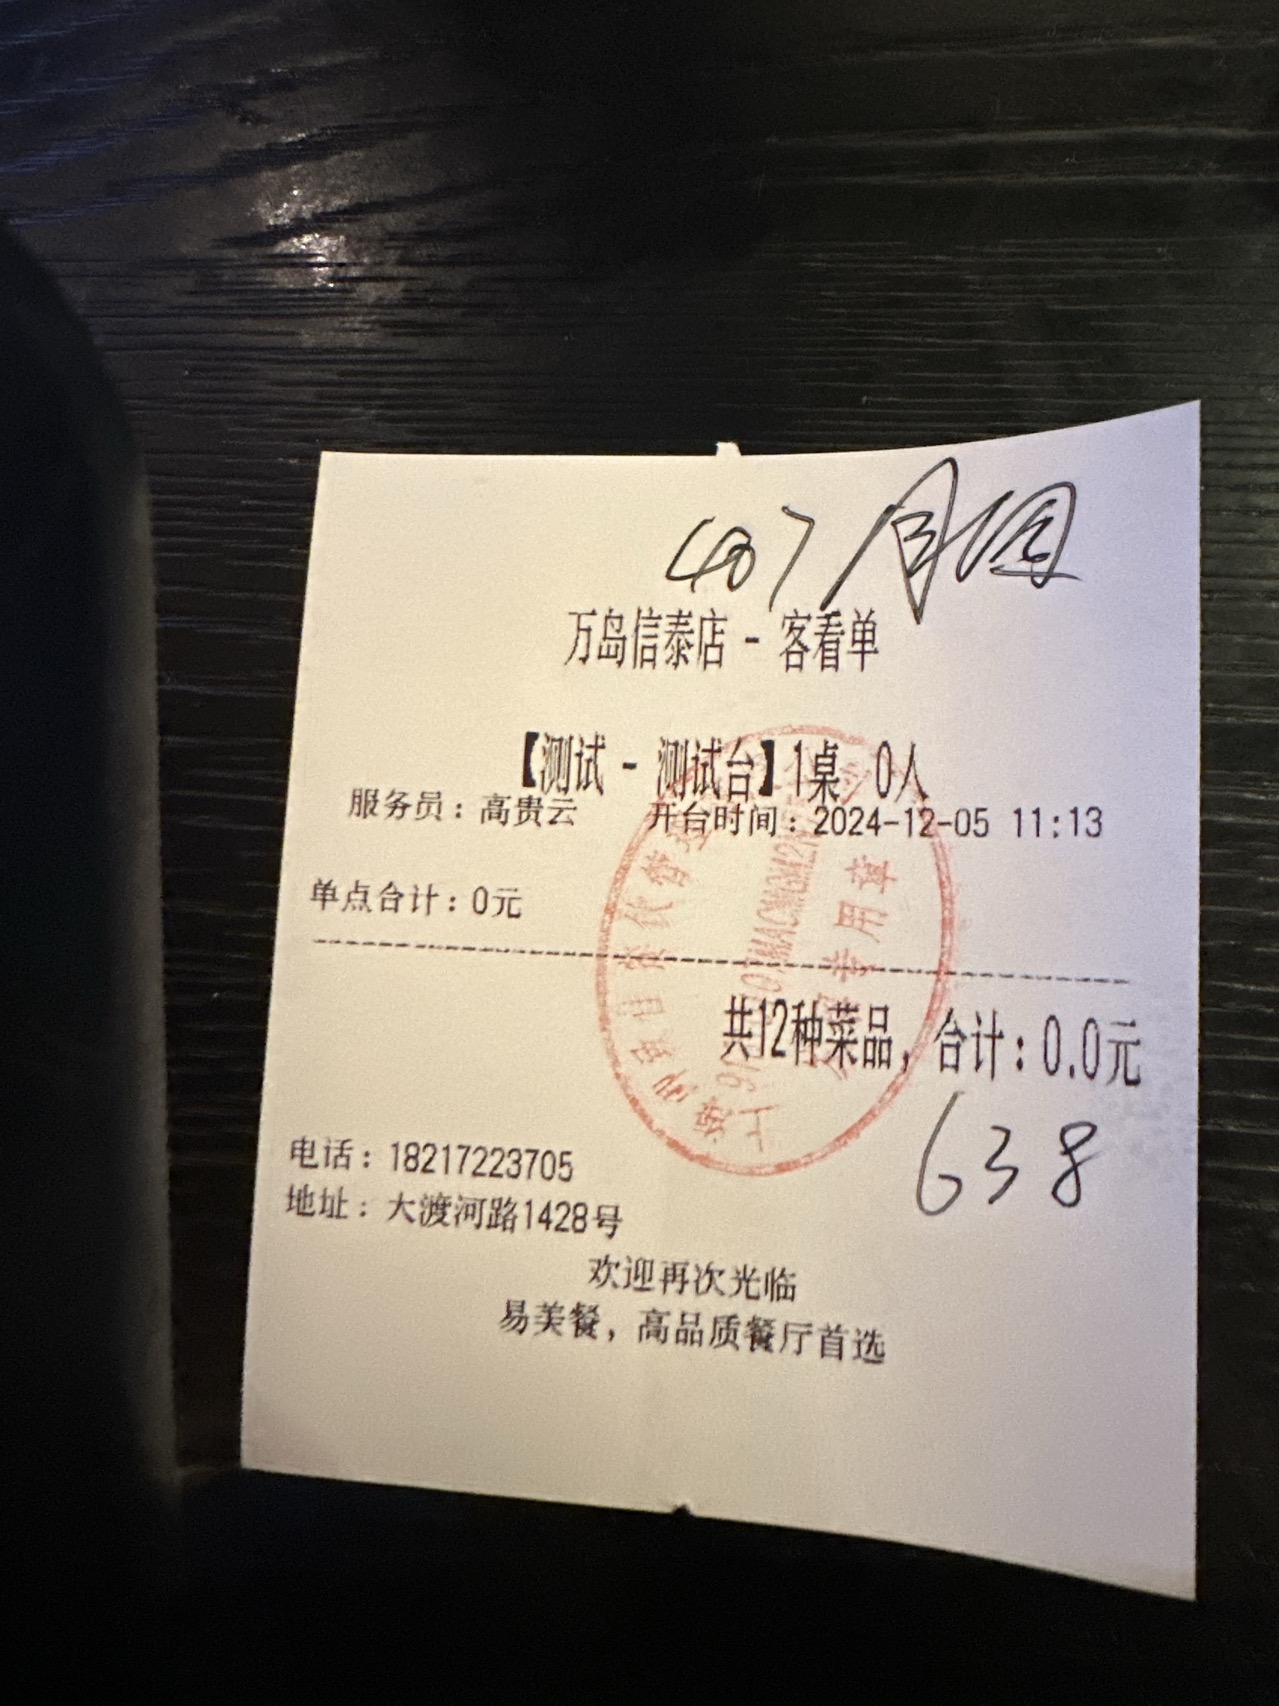 407
万岛信泰店 - 客看单
【测试 - 测试台】1桌 0人
服务员：高贵云 开台时间：2024-12-05 11:13
单点合计：0元
共12种菜品，合计：0.0元
638
电话：18217223705
地址：大渡河路1428号
欢迎再次光临
易美餐，高品质餐厅首选
专用章